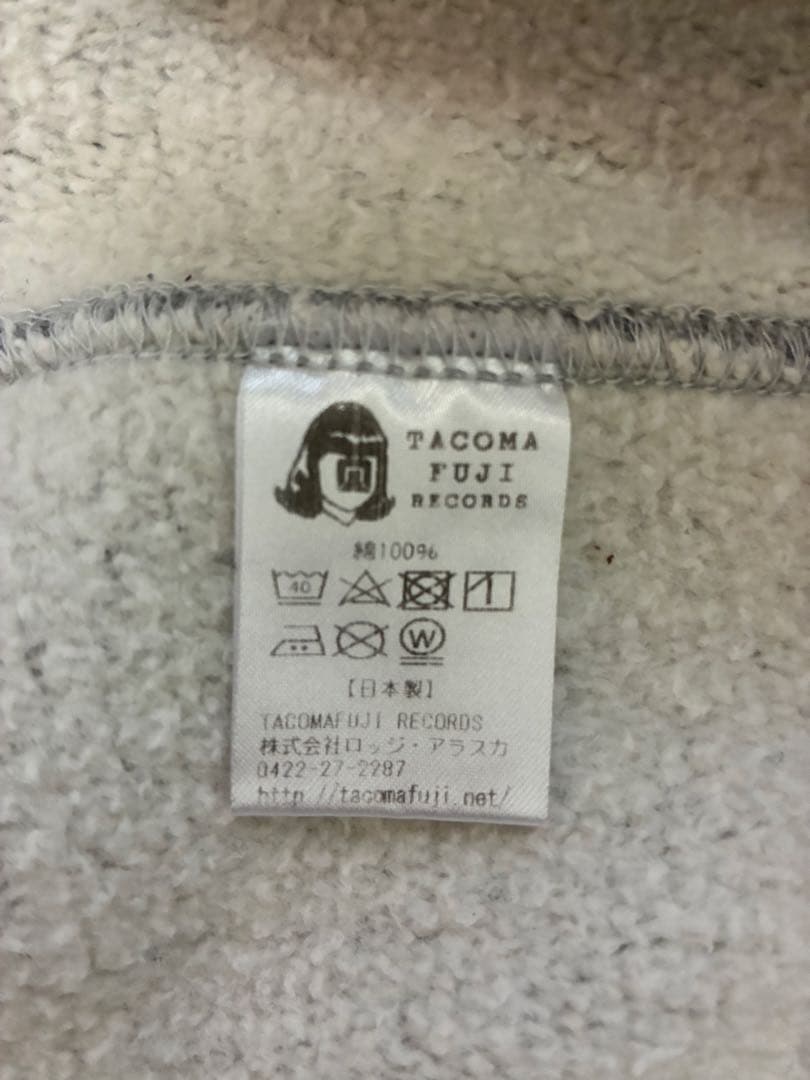 TACOMA
FUJI
RECORDS
綿100%
40
W
【日本製】
TACOMAFUJI RECORDS
株式会社ロッジ・アラスカ
0422-27-2287
http://tacomafuji.net/